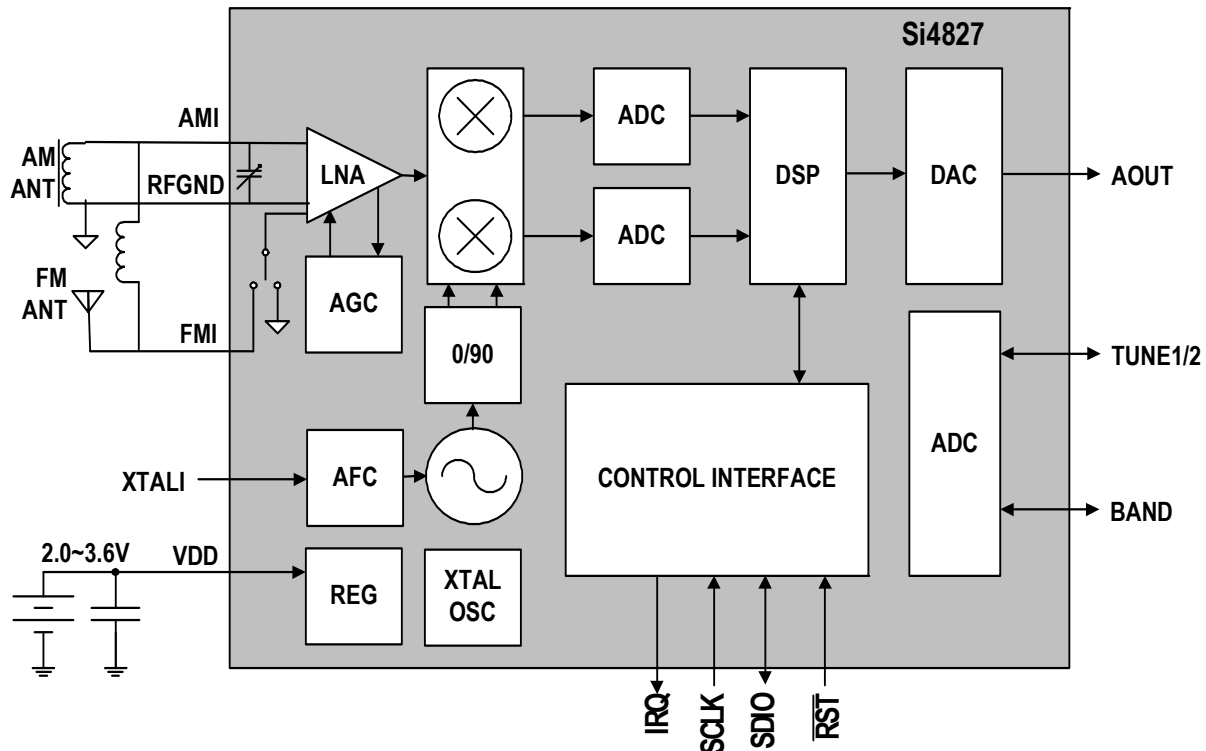 Si4827
AMI
AM
ANT
RFGND
LNA
ADC
ADC
DSP
DAC
AOUT
FM
ANT
FMI
AGC
0/90
TUNE1/2
ADC
BAND
XTALI
AFC
CONTROL INTERFACE
2.0~3.6V
VDD
REG
XTAL
OSC
IRQ
SCLK
SDIO
RST